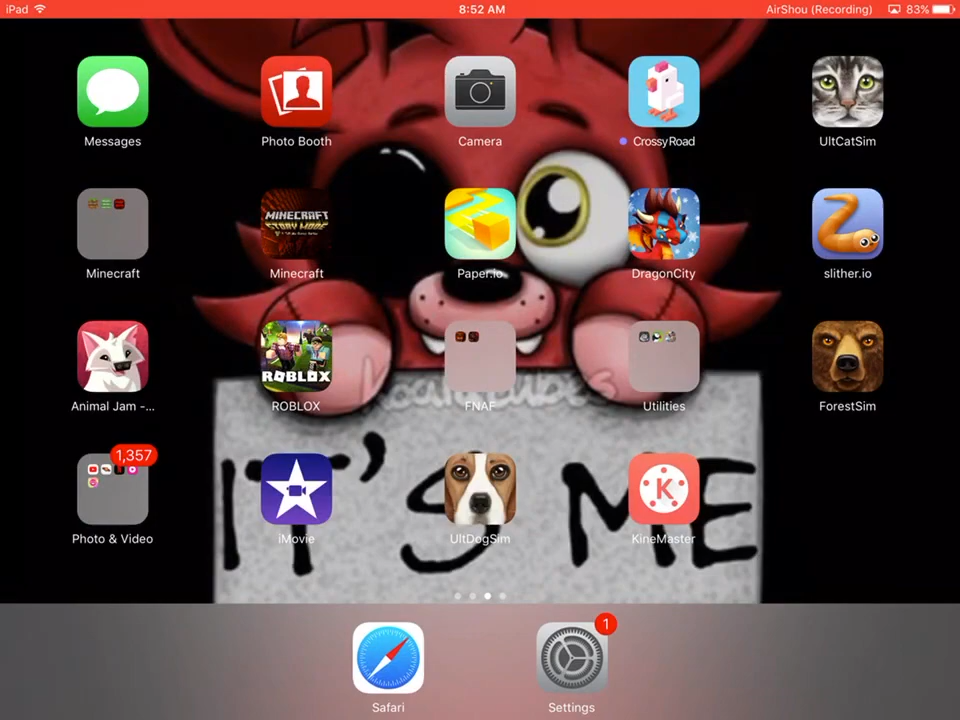 iPad 8:52 AM AirShou (Recording) 83%
Messages Photo Booth Camera CrossyRoad UltCatSim
MINECRAFT
STORY MODE
Minecraft Minecraft Paper.io DragonCity slither.io
ROBLOX
Animal Jam -... ROBLOX FNAF Utilities ForestSim
1,357
K
IT'S ME
Photo & Video iMovie UltDogSim KineMaster
1
Safari Settings